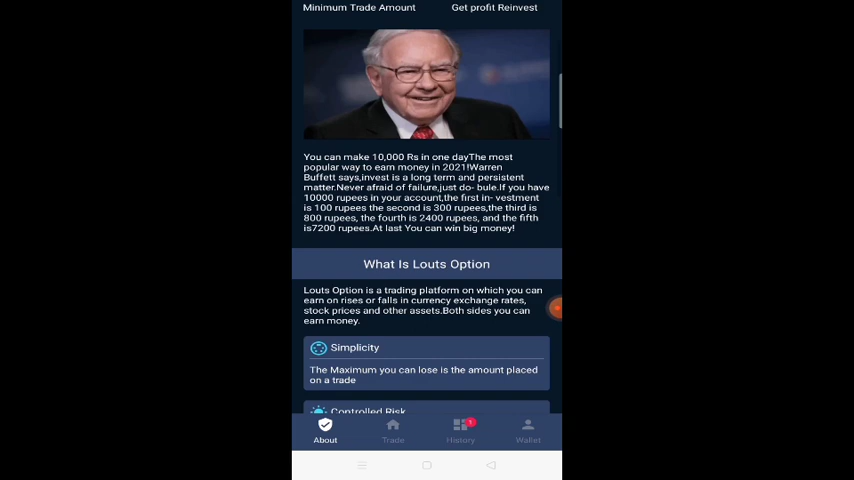 Minimum Trade Amount Get profit Reinvest
You can make 10,000 Rs in one dayThe most
popular way to earn money in 2021!Warren
Buffett says,invest is a long term and persistent
matter.Never afraid of failure,just do- bule.If you have
10000 rupees in your account,the first in- vestment
is 100 rupees the second is 300 rupees,the third is
800 rupees, the fourth is 2400 rupees, and the fifth
is7200 rupees.At last You can win big money!
What Is Louts Option
Louts Option is a trading platform on which you can
earn on rises or falls in currency exchange rates,
stock prices and other assets.Both sides you can
earn money.
Simplicity
The Maximum you can lose is the amount placed
on a trade
Controlled Risk
1
About Trade History Wallet